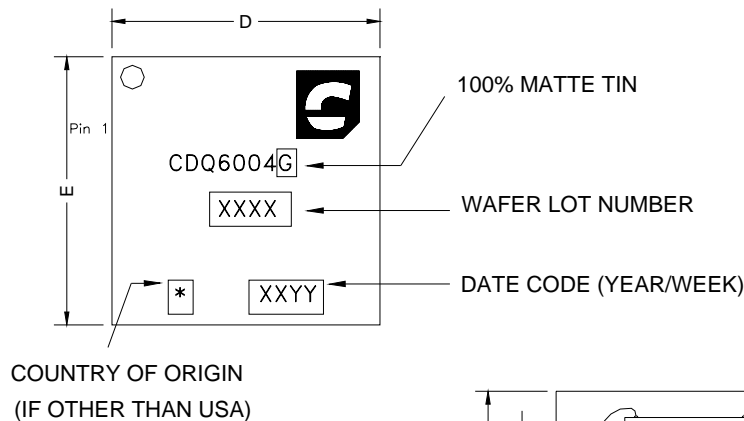 D
100% MATTE TIN
Pin 1
CDQ6004G
E
XXXX
WAFER LOT NUMBER
*
XXYY
DATE CODE (YEAR/WEEK)
COUNTRY OF ORIGIN
(IF OTHER THAN USA)